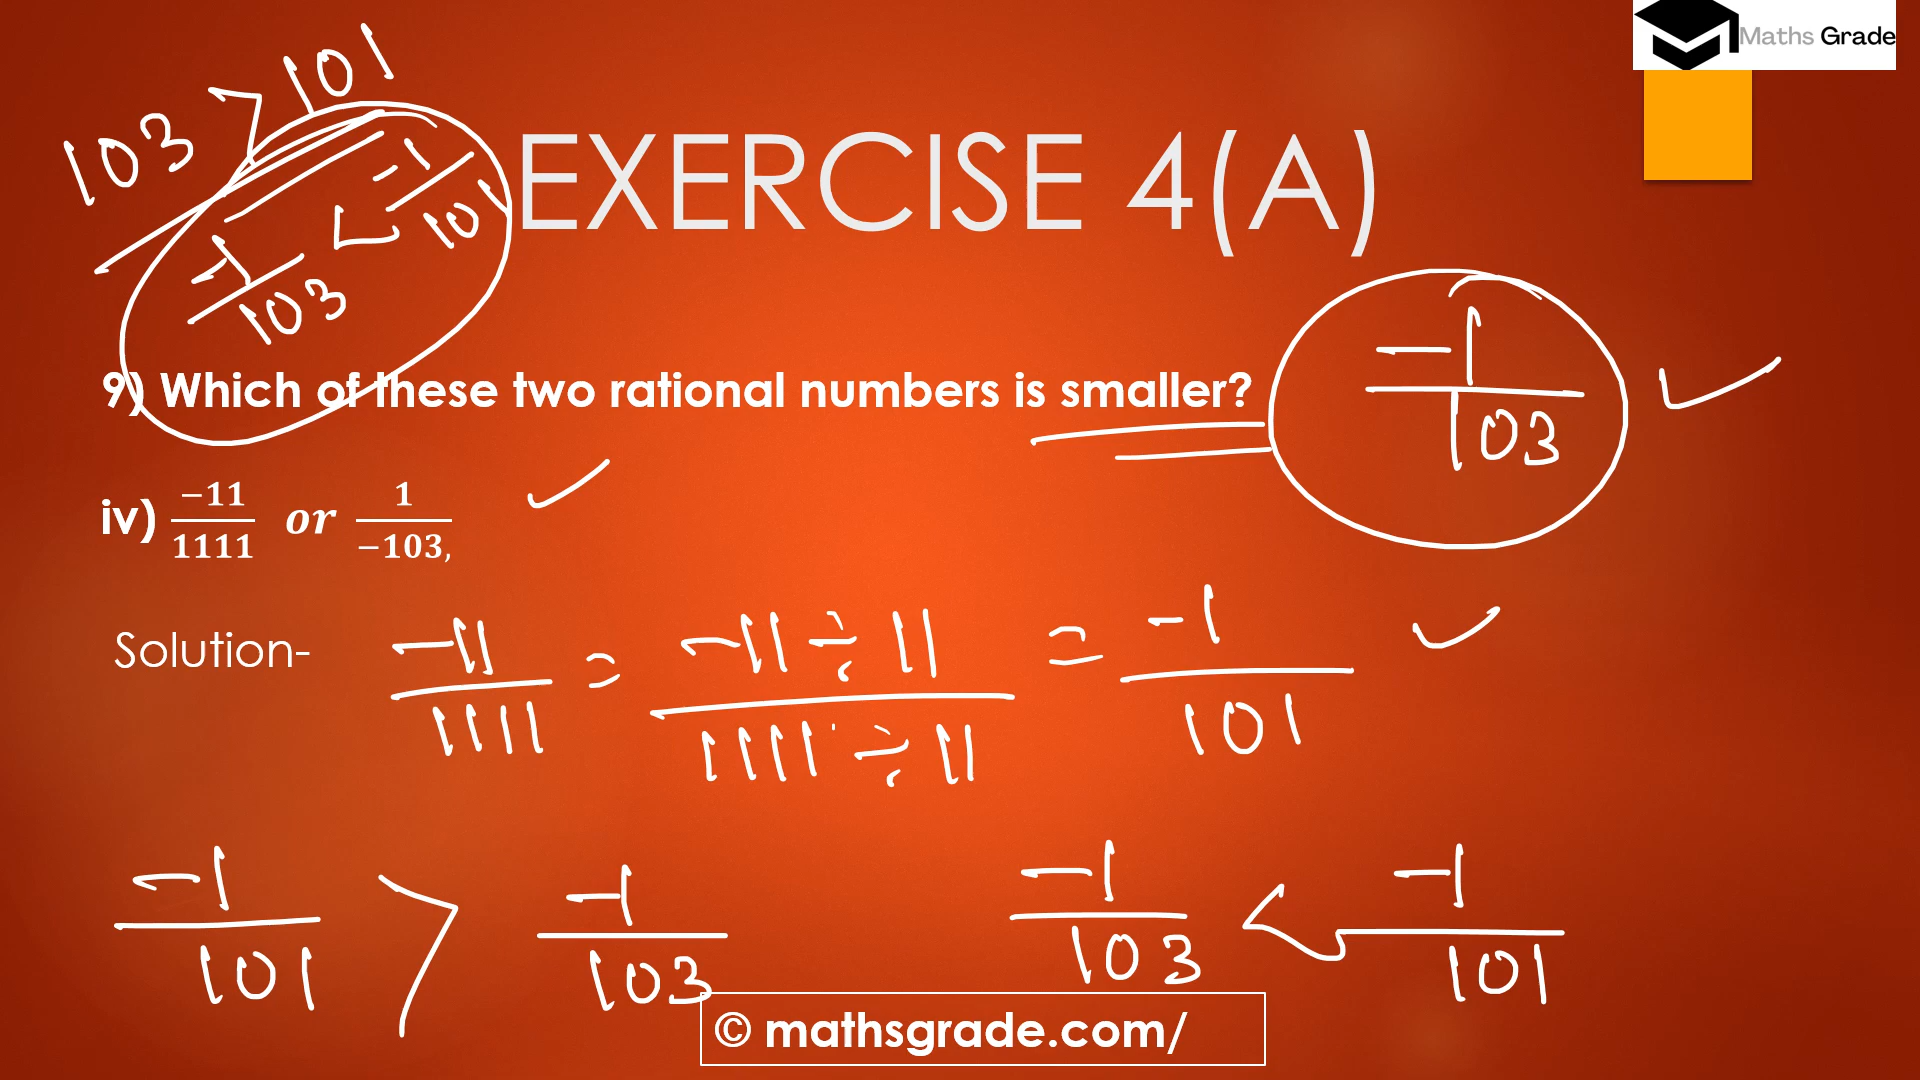 Maths Grade
103 > 101
-1/103 < -1/101
EXERCISE 4(A)
9) Which of these two rational numbers is smaller?
-1/103
iv) −11/1111 or 1/−103,
Solution-
-11/1111 = -11 ÷ 11/1111 ÷ 11 = -1/101
-1/101 > -1/103
-1/103 < -1/101
© mathsgrade.com/